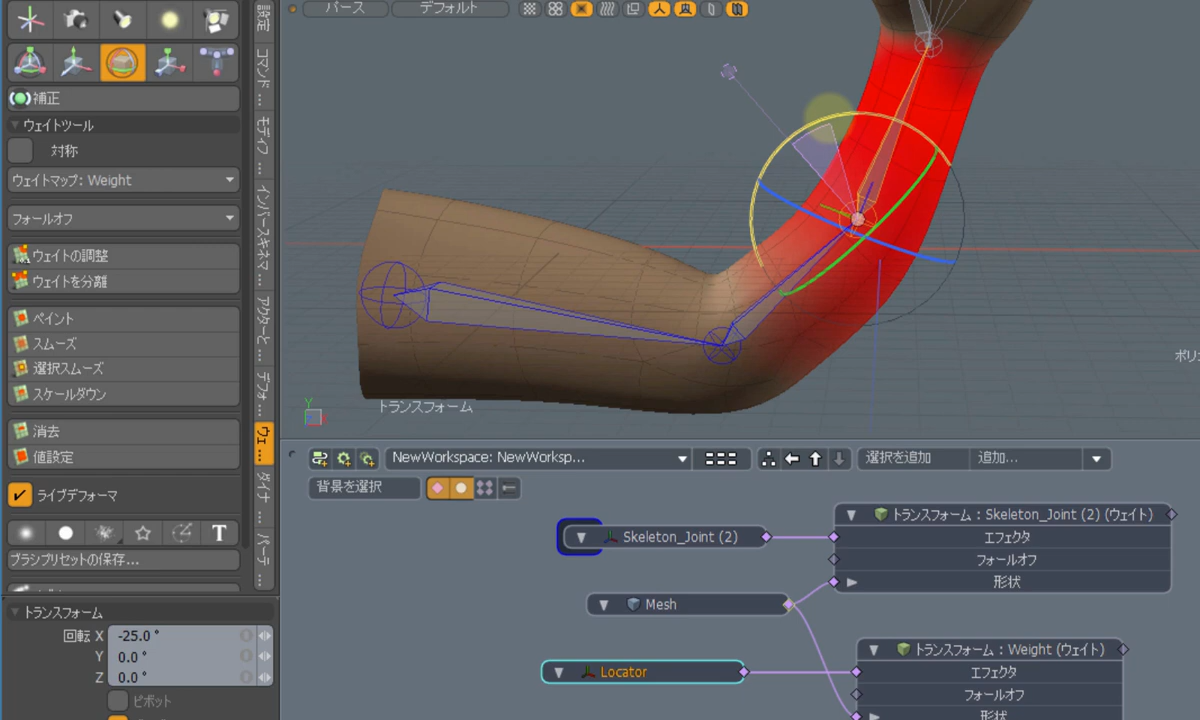 パース
デフォルト
補正
ウェイトツール
対称
ウェイトマップ: Weight
フォールオフ
ウェイトの調整
ウェイトを分離
ペイント
スムーズ
選択スムーズ
スケールダウン
消去
値設定
ライブデフォーマ
T
ブラシプリセットの保存...
トランスフォーム
回転 X -25.0 °
Y 0.0 °
Z 0.0 °
ピボット
設定
コマンド ...
モディフ ...
インバースキネマ ...
アクターと ...
デフォ ...
ウェ ...
ダイナ ...
パーティ ...
ポリ
Y
トランスフォーム
NewWorkspace: NewWorksp...
選択を追加
追加...
背景を選択
Skeleton_Joint (2)
トランスフォーム : Skeleton_Joint (2) (ウェイト)
エフェクタ
フォールオフ
形状
Mesh
トランスフォーム : Weight (ウェイト)
Locator
エフェクタ
フォールオフ
形状